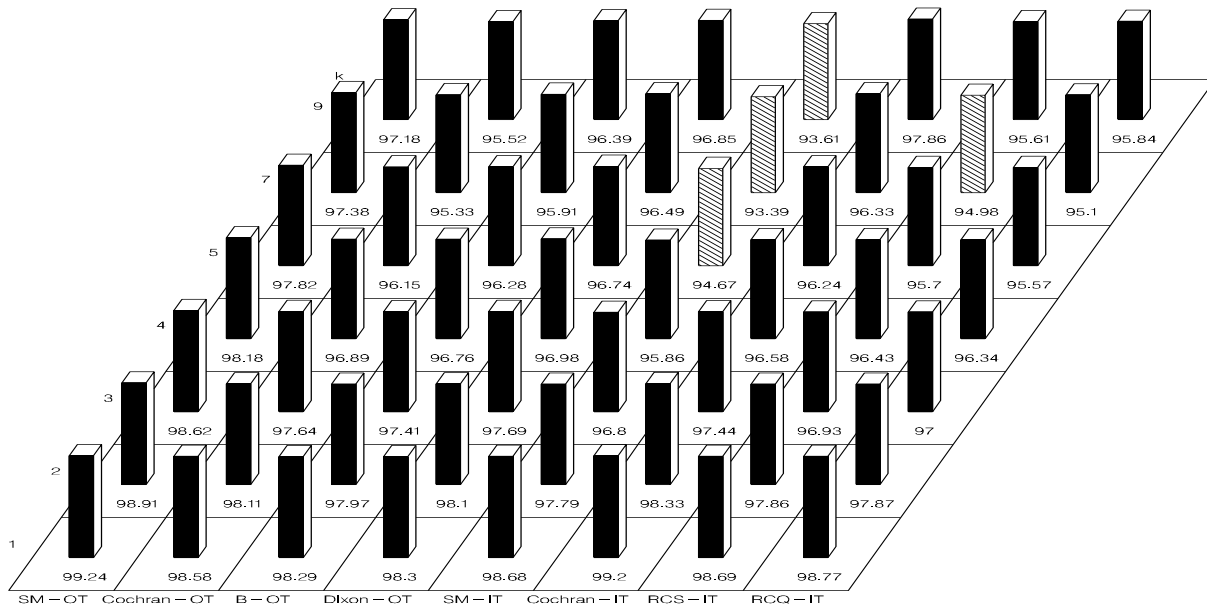 k
97.18 95.52 96.39 96.85 93.61 97.86 95.61 95.84
9
97.38 95.33 95.91 96.49 93.39 96.33 94.98 95.1
7
97.82 96.15 96.28 96.74 94.67 96.24 95.7 95.57
5
98.18 96.89 96.76 96.98 95.86 96.58 96.43 96.34
4
98.62 97.64 97.41 97.69 96.8 97.44 96.93 97
3
98.91 98.11 97.97 98.1 97.79 98.33 97.86 97.87
2
99.24 98.58 98.29 98.3 98.68 99.2 98.69 98.77
1
SM-OT Cochran-OT B-OT Dixon-OT SM-IT Cochran-IT RCS-IT RCQ-IT